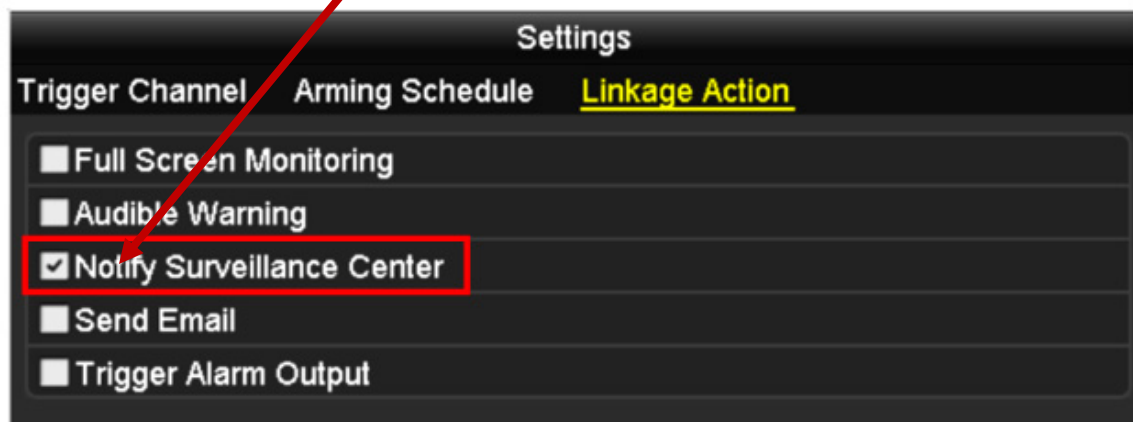 Settings
Trigger Channel Arming Schedule Linkage Action
Full Screen Monitoring
Audible Warning
Notify Surveillance Center
Send Email
Trigger Alarm Output